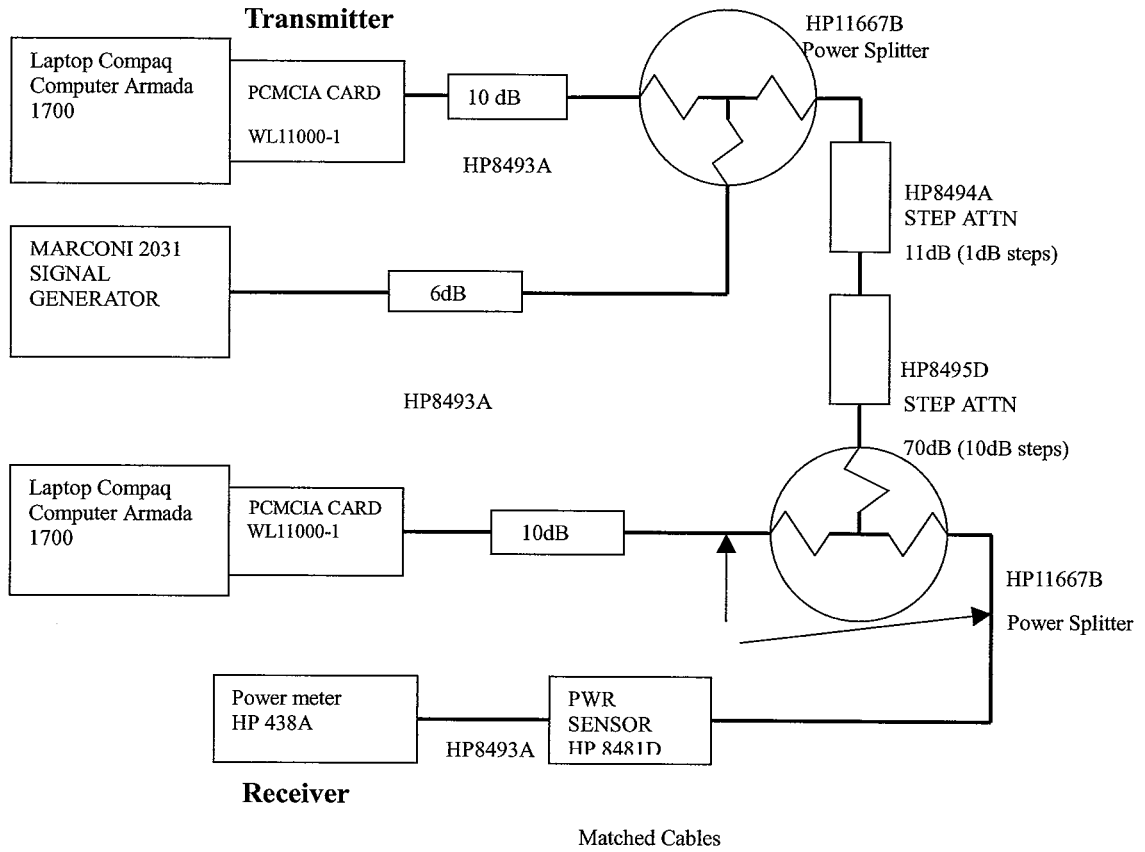 Transmitter
HP11667B
Power Splitter
Laptop Compaq
Computer Armada
1700
PCMCIA CARD
WL11000-1
10 dB
HP8493A
HP8494A
STEP ATTN
11dB (1dB steps)
MARCONI 2031
SIGNAL
GENERATOR
6dB
HP8493A
HP8495D
STEP ATTN
70dB (10dB steps)
Laptop Compaq
Computer Armada
1700
PCMCIA CARD
WL11000-1
10dB
HP11667B
Power Splitter
Power meter
HP 438A
HP8493A
PWR
SENSOR
HP 8481D
Receiver
Matched Cables